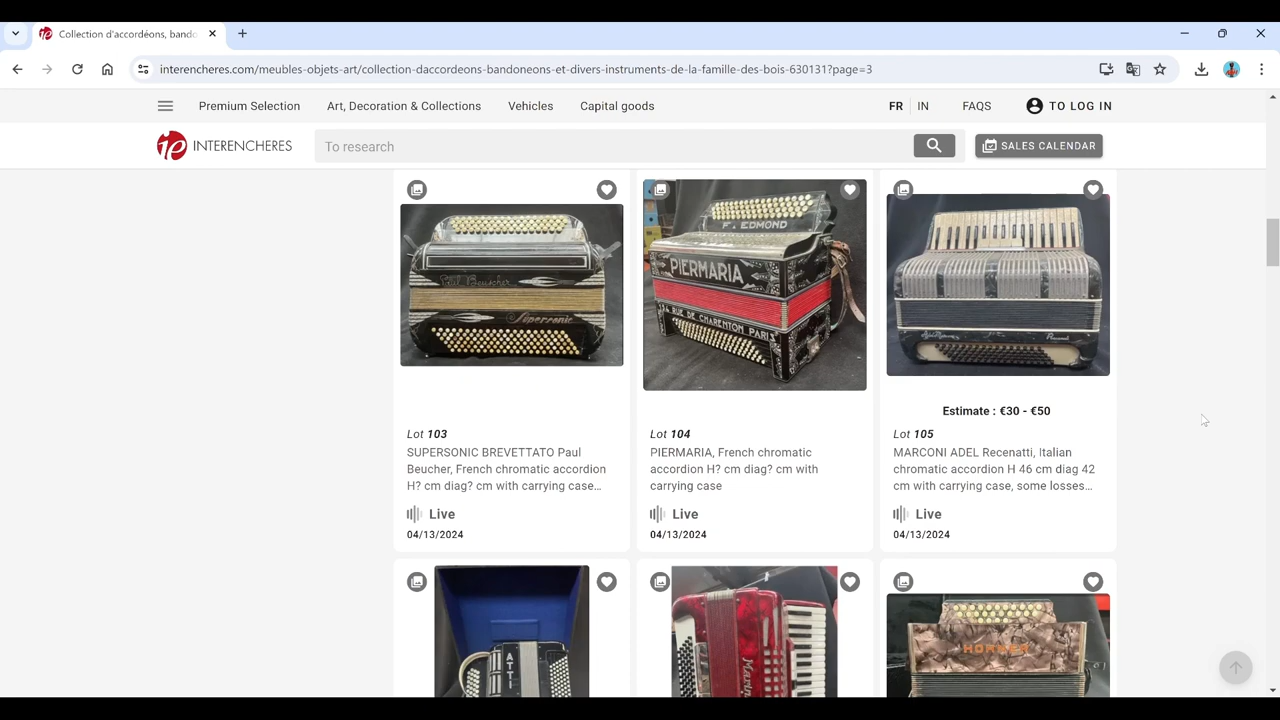 Collection d'accordéons, bando
interencheres.com/meubles-objets-art/collection-daccordeons-bandoneons-et-divers-instruments-de-la-famille-des-bois-630131?page=3
Premium Selection Art, Decoration & Collections Vehicles Capital goods FR IN FAQS TO LOG IN
INTERENCHERES To research SALES CALENDAR
Paul Beuscher
Supersonic
F. EDMOND
PIERMARIA
RUE DE CHARENTON PARIS
Estimate : €30 - €50
Lot 103
SUPERSONIC BREVETTATO Paul
Beucher, French chromatic accordion
H? cm diag? cm with carrying case...
Live
04/13/2024
Lot 104
PIERMARIA, French chromatic
accordion H? cm diag? cm with
carrying case
Live
04/13/2024
Lot 105
MARCONI ADEL Recenatti, Italian
chromatic accordion H 46 cm diag 42
cm with carrying case, some losses...
Live
04/13/2024
HOHNER